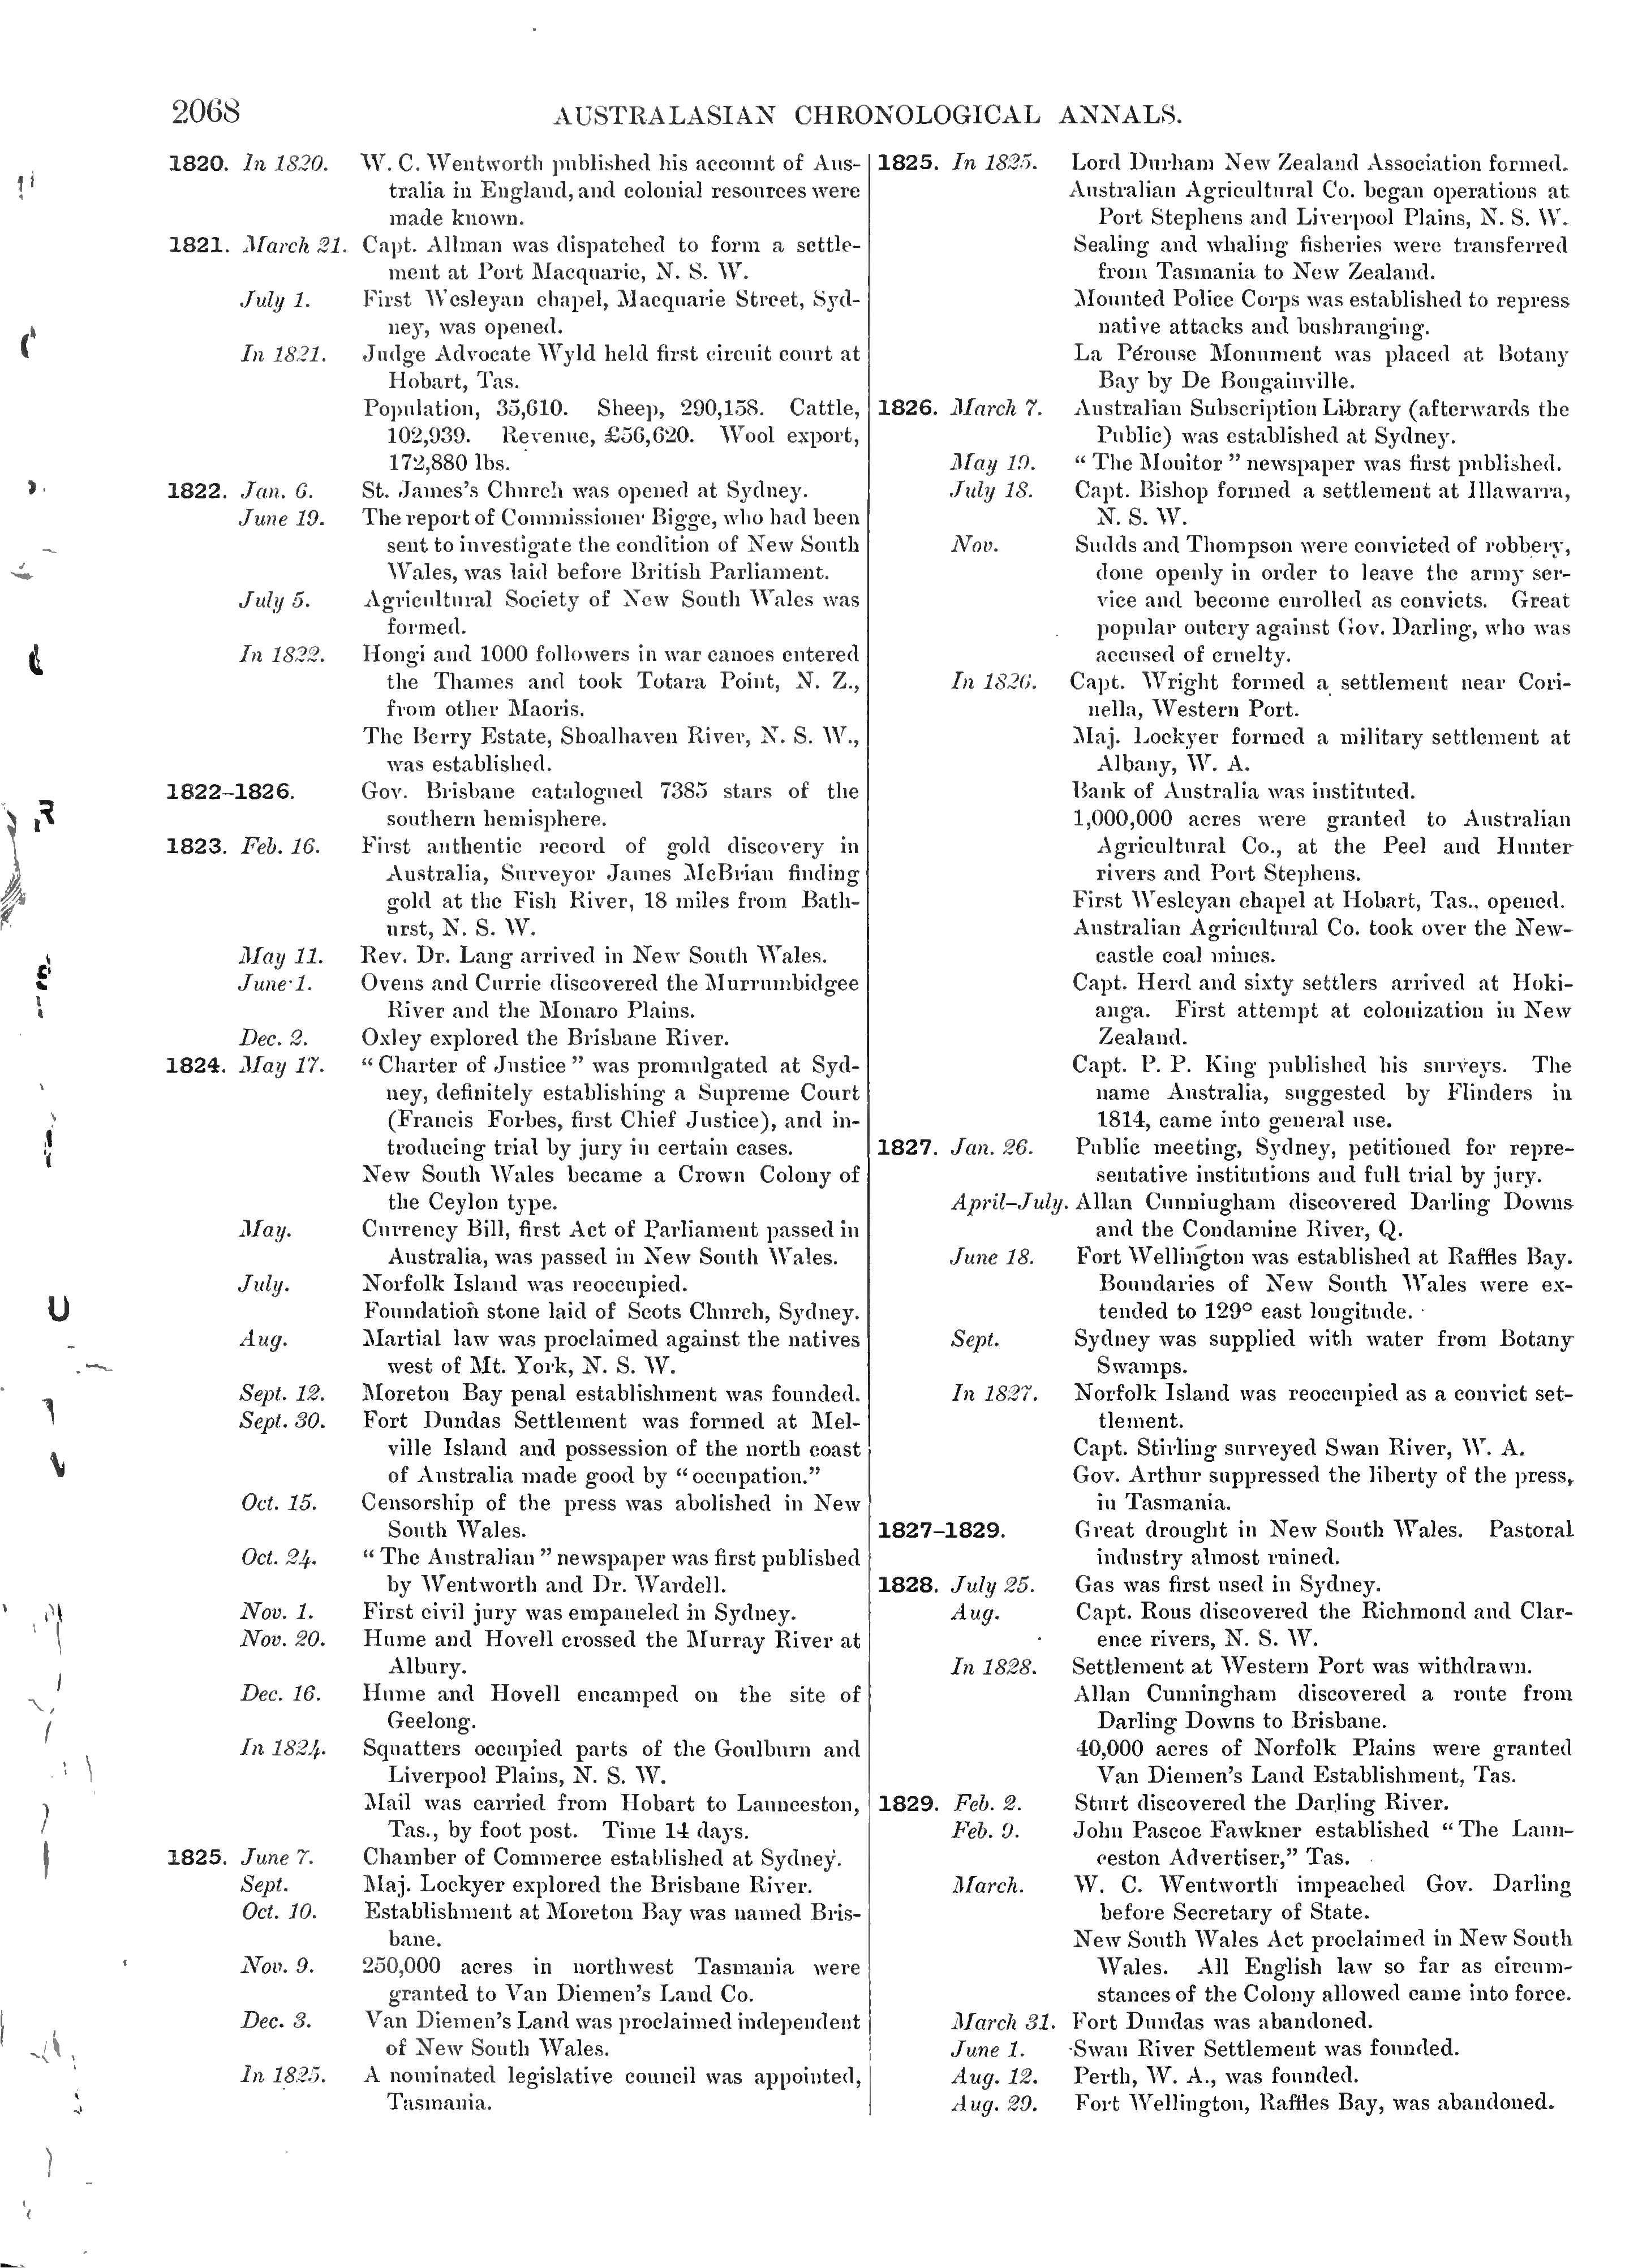 2068
AUSTRALASIAN CHRONOLOGICAL ANNALS.
1820. In 1820. W. C. Wentworth published his account of Aus-
tralia in England, and colonial resources were
made known.
1821. March 21. Capt. Allman was dispatched to form a settle-
ment at Port Macquarie, N. S. W.
July 1. First Wesleyan chapel, Macquarie Street, Syd-
ney, was opened.
In 1821. Judge Advocate Wyld held first circuit court at
Hobart, Tas.
Population, 35,610. Sheep, 290,158. Cattle,
102,939. Revenue, £56,620. Wool export,
172,880 lbs.
1822. Jan. 6. St. James's Church was opened at Sydney.
June 19. The report of Commissioner Bigge, who had been
sent to investigate the condition of New South
Wales, was laid before British Parliament.
July 5. Agricultural Society of New South Wales was
formed.
In 1822. Hongi and 1000 followers in war canoes entered
the Thames and took Totara Point, N. Z.,
from other Maoris.
The Berry Estate, Shoalhaven River, N. S. W.,
was established.
1822–1826. Gov. Brisbane catalogued 7385 stars of the
southern hemisphere.
1823. Feb. 16. First authentic record of gold discovery in
Australia, Surveyor James McBrian finding
gold at the Fish River, 18 miles from Bath-
urst, N. S. W.
May 11. Rev. Dr. Lang arrived in New South Wales.
June 1. Ovens and Currie discovered the Murrumbidgee
River and the Monaro Plains.
Dec. 2. Oxley explored the Brisbane River.
1824. May 17. "Charter of Justice" was promulgated at Syd-
ney, definitely establishing a Supreme Court
(Francis Forbes, first Chief Justice), and in-
troducing trial by jury in certain cases.
New South Wales became a Crown Colony of
the Ceylon type.
May. Currency Bill, first Act of Parliament passed in
Australia, was passed in New South Wales.
July. Norfolk Island was reoccupied.
Foundation stone laid of Scots Church, Sydney.
Aug. Martial law was proclaimed against the natives
west of Mt. York, N. S. W.
Sept. 12. Moreton Bay penal establishment was founded.
Sept. 30. Fort Dundas Settlement was formed at Mel-
ville Island and possession of the north coast
of Australia made good by "occupation."
Oct. 15. Censorship of the press was abolished in New
South Wales.
Oct. 24. "The Australian" newspaper was first published
by Wentworth and Dr. Wardell.
Nov. 1. First civil jury was empaneled in Sydney.
Nov. 20. Hume and Hovell crossed the Murray River at
Albury.
Dec. 16. Hume and Hovell encamped on the site of
Geelong.
In 1824. Squatters occupied parts of the Goulburn and
Liverpool Plains, N. S. W.
Mail was carried from Hobart to Launceston,
Tas., by foot post. Time 14 days.
1825. June 7. Chamber of Commerce established at Sydney.
Sept. Maj. Lockyer explored the Brisbane River.
Oct. 10. Establishment at Moreton Bay was named Bris-
bane.
Nov. 9. 250,000 acres in northwest Tasmania were
granted to Van Diemen's Land Co.
Dec. 3. Van Diemen's Land was proclaimed independent
of New South Wales.
In 1825. A nominated legislative council was appointed,
Tasmania.
1825. In 1825. Lord Durham New Zealand Association formed.
Australian Agricultural Co. began operations at
Port Stephens and Liverpool Plains, N. S. W.
Sealing and whaling fisheries were transferred
from Tasmania to New Zealand.
Mounted Police Corps was established to repress
native attacks and bushranging.
La Pérouse Monument was placed at Botany
Bay by De Bougainville.
1826. March 7. Australian Subscription Library (afterwards the
Public) was established at Sydney.
May 19. "The Monitor" newspaper was first published.
July 18. Capt. Bishop formed a settlement at Illawarra,
N. S. W.
Nov. Sudds and Thompson were convicted of robbery,
done openly in order to leave the army ser-
vice and become enrolled as convicts. Great
popular outcry against Gov. Darling, who was
accused of cruelty.
In 1826. Capt. Wright formed a settlement near Cori-
nella, Western Port.
Maj. Lockyer formed a military settlement at
Albany, W. A.
Bank of Australia was instituted.
1,000,000 acres were granted to Australian
Agricultural Co., at the Peel and Hunter
rivers and Port Stephens.
First Wesleyan chapel at Hobart, Tas., opened.
Australian Agricultural Co. took over the New-
castle coal mines.
Capt. Herd and sixty settlers arrived at Hoki-
anga. First attempt at colonization in New
Zealand.
Capt. P. P. King published his surveys. The
name Australia, suggested by Flinders in
1814, came into general use.
1827. Jan. 26. Public meeting, Sydney, petitioned for repre-
sentative institutions and full trial by jury.
April–July. Allan Cunningham discovered Darling Downs
and the Condamine River, Q.
June 18. Fort Wellington was established at Raffles Bay.
Boundaries of New South Wales were ex-
tended to 129° east longitude.
Sept. Sydney was supplied with water from Botany
Swamps.
In 1827. Norfolk Island was reoccupied as a convict set-
tlement.
Capt. Stirling surveyed Swan River, W. A.
Gov. Arthur suppressed the liberty of the press,
in Tasmania.
1827–1829. Great drought in New South Wales. Pastoral
industry almost ruined.
1828. July 25. Gas was first used in Sydney.
Aug. Capt. Rous discovered the Richmond and Clar-
ence rivers, N. S. W.
In 1828. Settlement at Western Port was withdrawn.
Allan Cunningham discovered a route from
Darling Downs to Brisbane.
40,000 acres of Norfolk Plains were granted
Van Diemen's Land Establishment, Tas.
1829. Feb. 2. Sturt discovered the Darling River.
Feb. 9. John Pascoe Fawkner established "The Laun-
ceston Advertiser," Tas.
March. W. C. Wentworth impeached Gov. Darling
before Secretary of State.
New South Wales Act proclaimed in New South
Wales. All English law so far as circum-
stances of the Colony allowed came into force.
March 31. Fort Dundas was abandoned.
June 1. Swan River Settlement was founded.
Aug. 12. Perth, W. A., was founded.
Aug. 29. Fort Wellington, Raffles Bay, was abandoned.